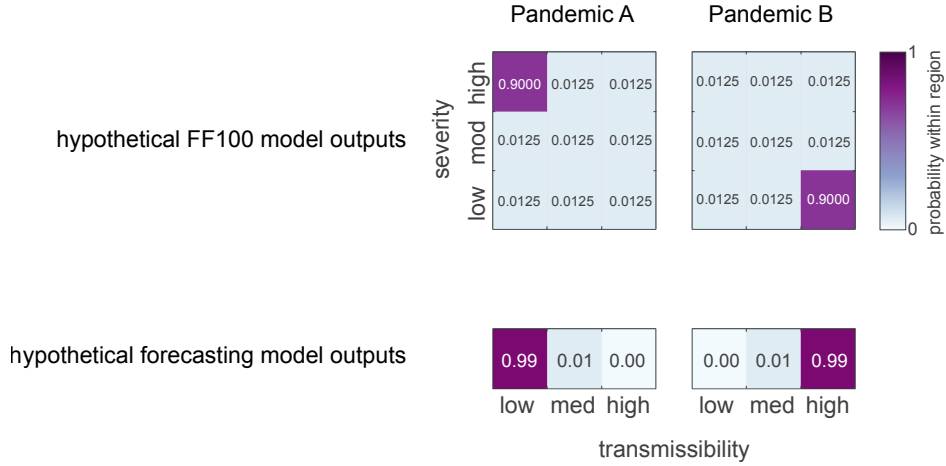 Pandemic A Pandemic B
hypothetical FF100 model outputs
severity
high
mod
low
0.9000 0.0125 0.0125
0.0125 0.0125 0.0125
0.0125 0.0125 0.0125
0.0125 0.0125 0.0125
0.0125 0.0125 0.0125
0.0125 0.0125 0.9000
1
0
probability within region
hypothetical forecasting model outputs
0.99 0.01 0.00
0.00 0.01 0.99
low med high
low med high
transmissibility